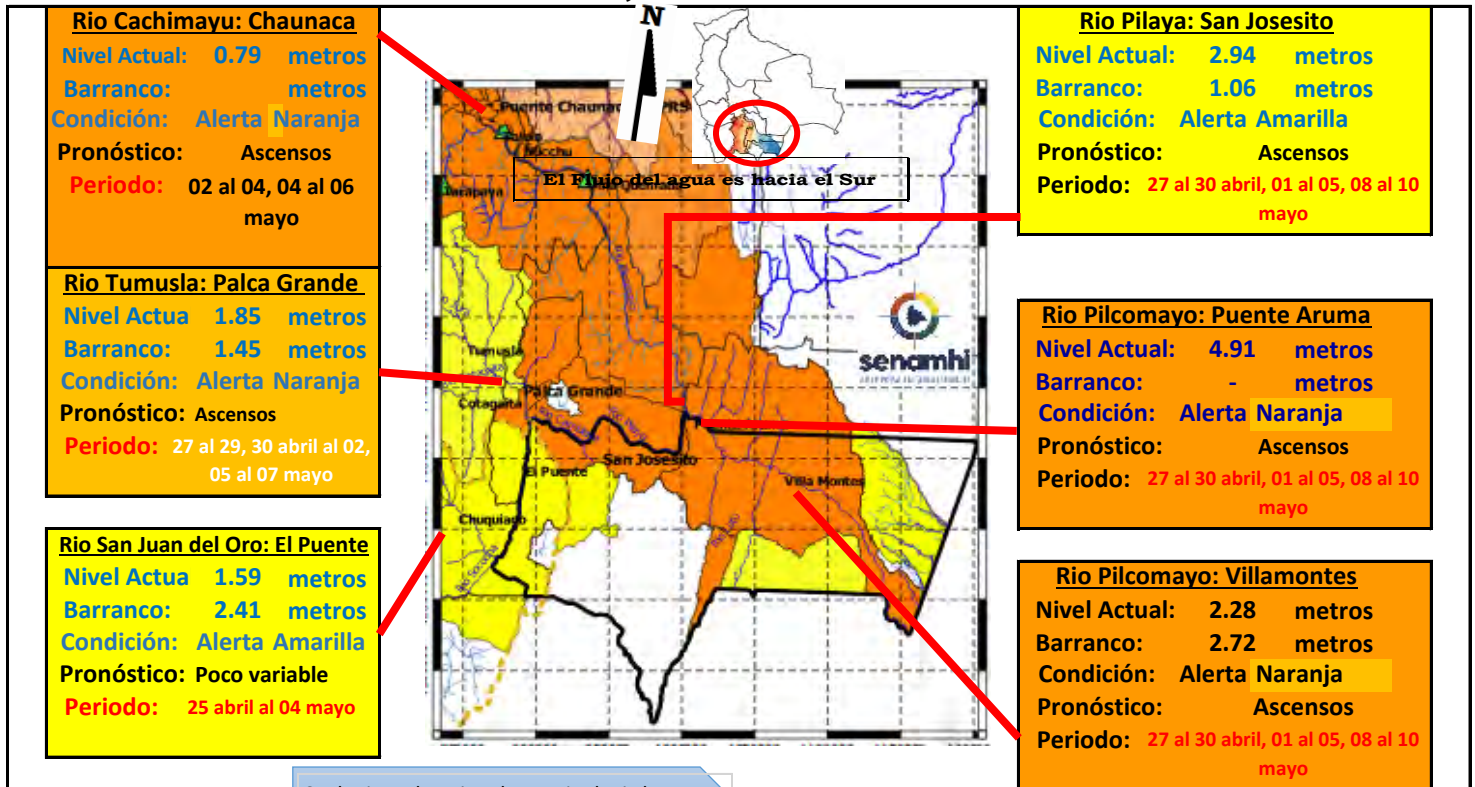 Rio Cachimayu: Chaunaca
Nivel Actual: 0.79 metros
Barranco: metros
Condición: Alerta Naranja
Pronóstico: Ascensos
Periodo: 02 al 04, 04 al 06
mayo
Rio Tumusla: Palca Grande
Nivel Actua 1.85 metros
Barranco: 1.45 metros
Condición: Alerta Naranja
Pronóstico: Ascensos
Periodo: 27 al 29, 30 abril al 02,
05 al 07 mayo
Rio San Juan del Oro: El Puente
Nivel Actua 1.59 metros
Barranco: 2.41 metros
Condición: Alerta Amarilla
Pronóstico: Poco variable
Periodo: 25 abril al 04 mayo
N
Puente Chaunac
Nucchu
Tarapaya
El Flujo del agua es hacia el Sur
senamhi
Tumusla
Palca Grande
Cotagaita
San Josesito
El Puente
Villa Montes
Chuquiago
Rio Pilaya: San Josesito
Nivel Actual: 2.94 metros
Barranco: 1.06 metros
Condición: Alerta Amarilla
Pronóstico: Ascensos
Periodo: 27 al 30 abril, 01 al 05, 08 al 10
mayo
Rio Pilcomayo: Puente Aruma
Nivel Actual: 4.91 metros
Barranco: - metros
Condición: Alerta Naranja
Pronóstico: Ascensos
Periodo: 27 al 30 abril, 01 al 05, 08 al 10
mayo
Rio Pilcomayo: Villamontes
Nivel Actual: 2.28 metros
Barranco: 2.72 metros
Condición: Alerta Naranja
Pronóstico: Ascensos
Periodo: 27 al 30 abril, 01 al 05, 08 al 10
mayo